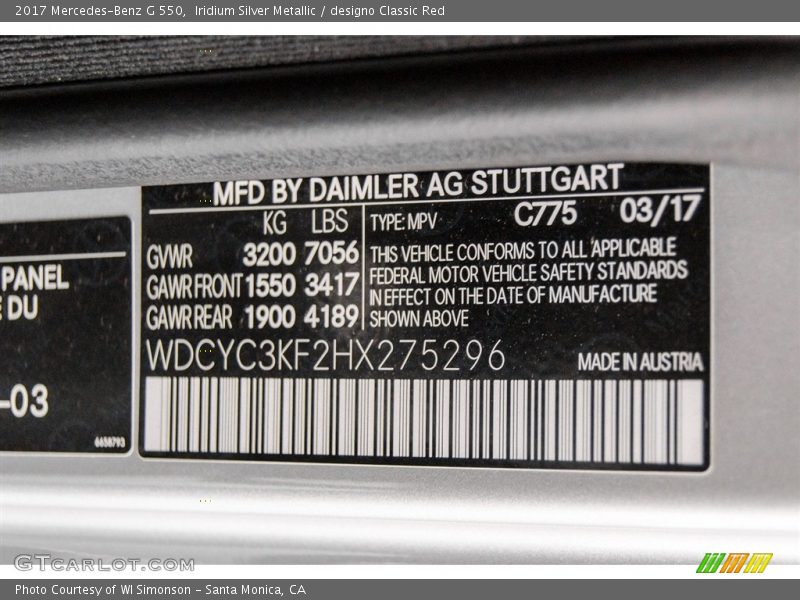 2017 Mercedes-Benz G 550, Iridium Silver Metallic / designo Classic Red
MFD BY DAIMLER AG STUTTGART
KG LBS
GVWR 3200 7056
GAWR FRONT 1550 3417
GAWR REAR 1900 4189
TYPE: MPV C775 03/17
THIS VEHICLE CONFORMS TO ALL APPLICABLE
FEDERAL MOTOR VEHICLE SAFETY STANDARDS
IN EFFECT ON THE DATE OF MANUFACTURE
SHOWN ABOVE
WDCYC3KF2HX275296 MADE IN AUSTRIA
PANEL
E DU
-03
6658793
GTCARLOT.COM
Photo Courtesy of WI Simonson - Santa Monica, CA